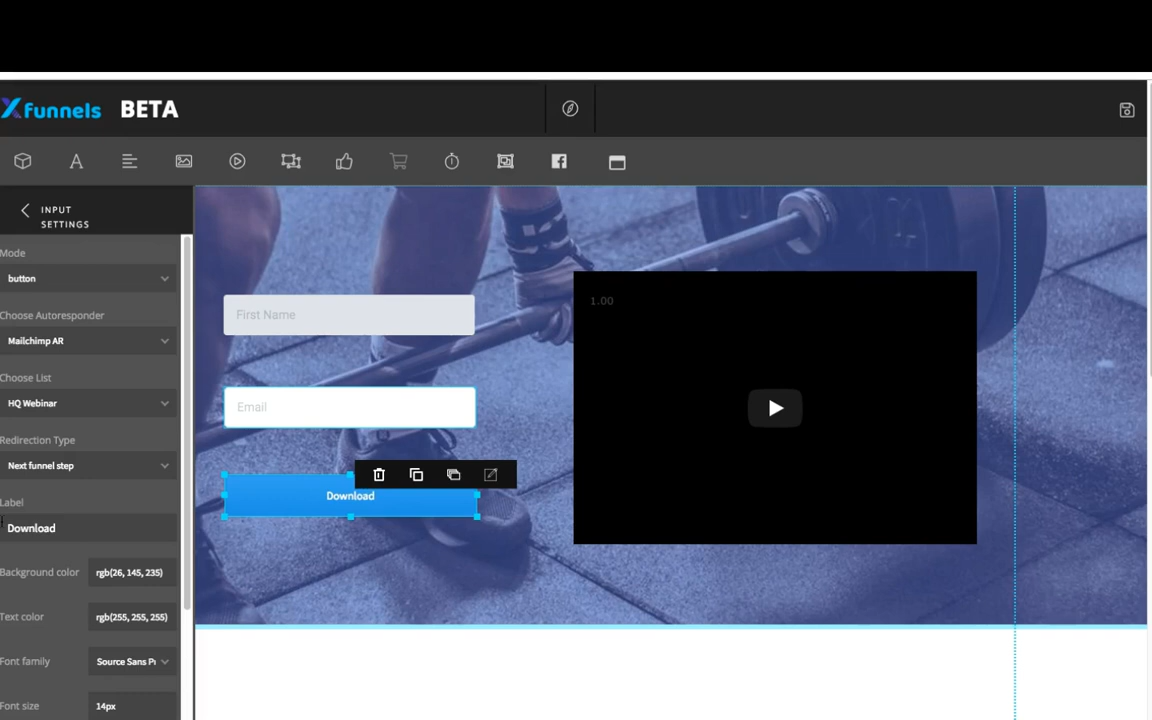 Xfunnels BETA
INPUT
SETTINGS
Mode
button
Choose Autoresponder
Mailchimp AR
Choose List
HQ Webinar
Redirection Type
Next funnel step
Label
Download
Background color rgb(26, 145, 235)
Text color rgb(255, 255, 255)
Font family Source Sans P
Font size 14px
First Name
Email
Download
1.00